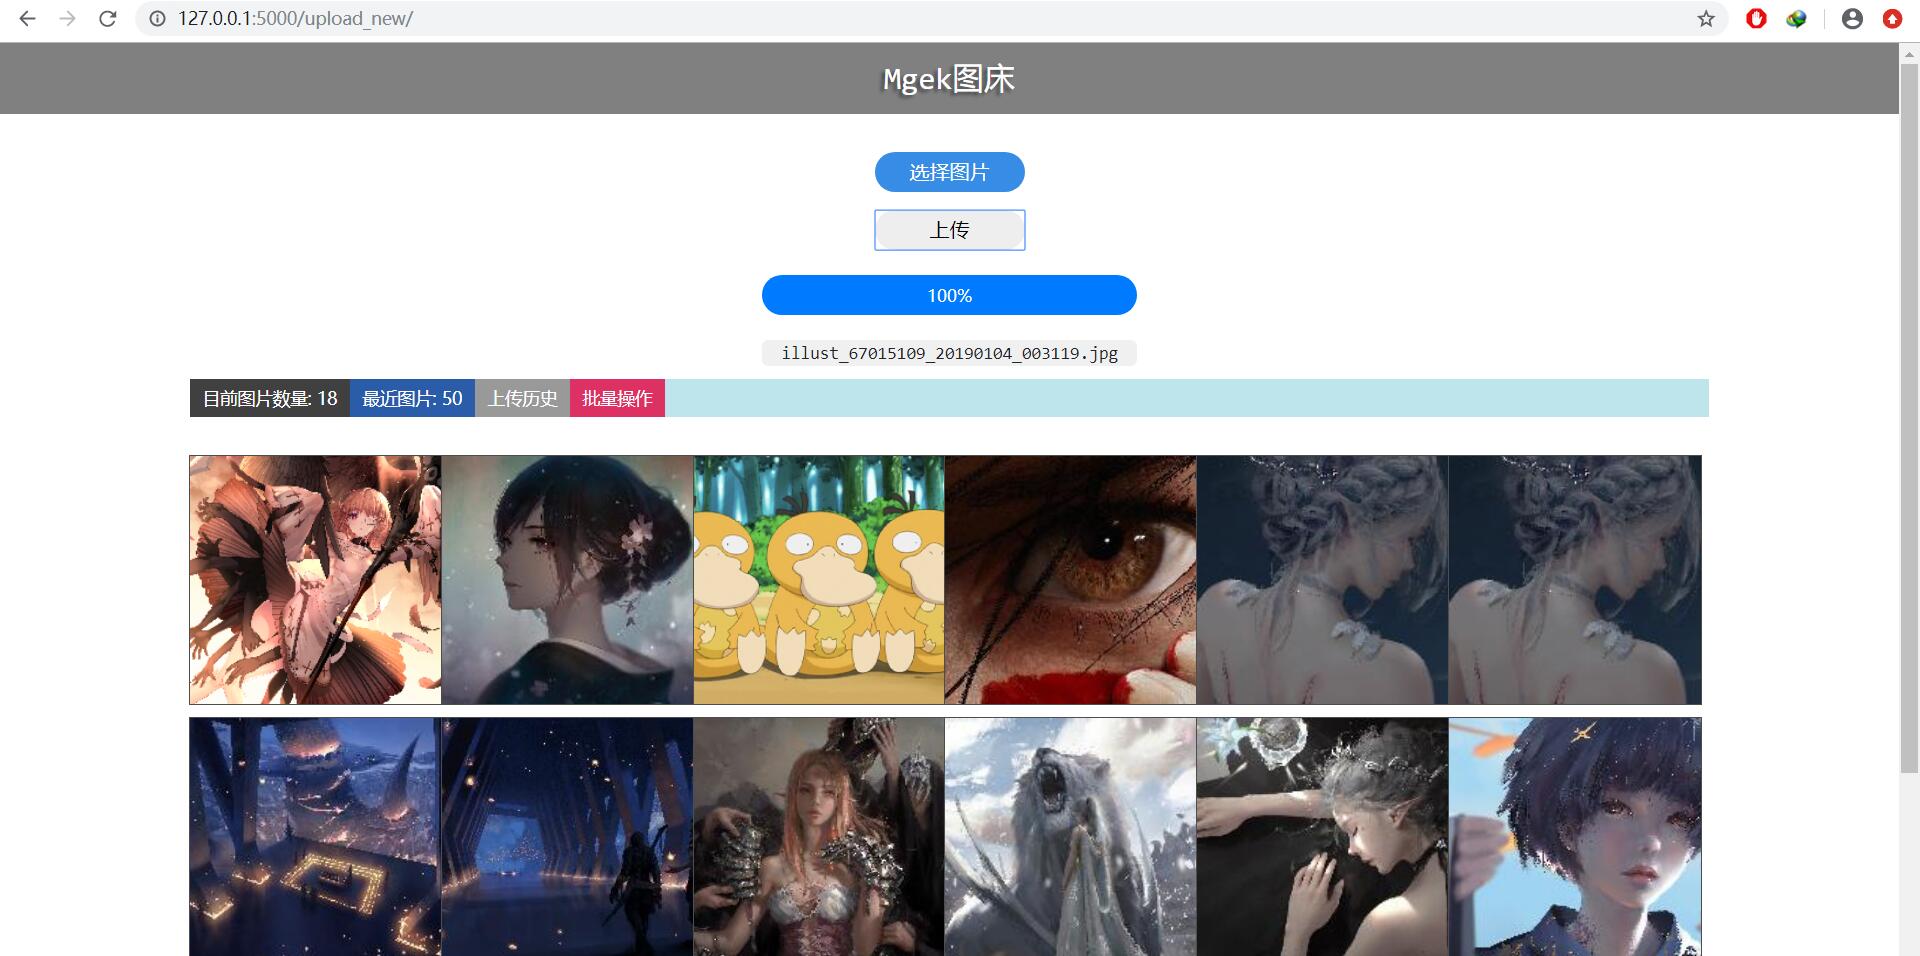 127.0.0.1:5000/upload_new/
Mgek图床
选择图片
上传
100%
illust_67015109_20190104_003119.jpg
目前图片数量: 18 最近图片: 50 上传历史 批量操作